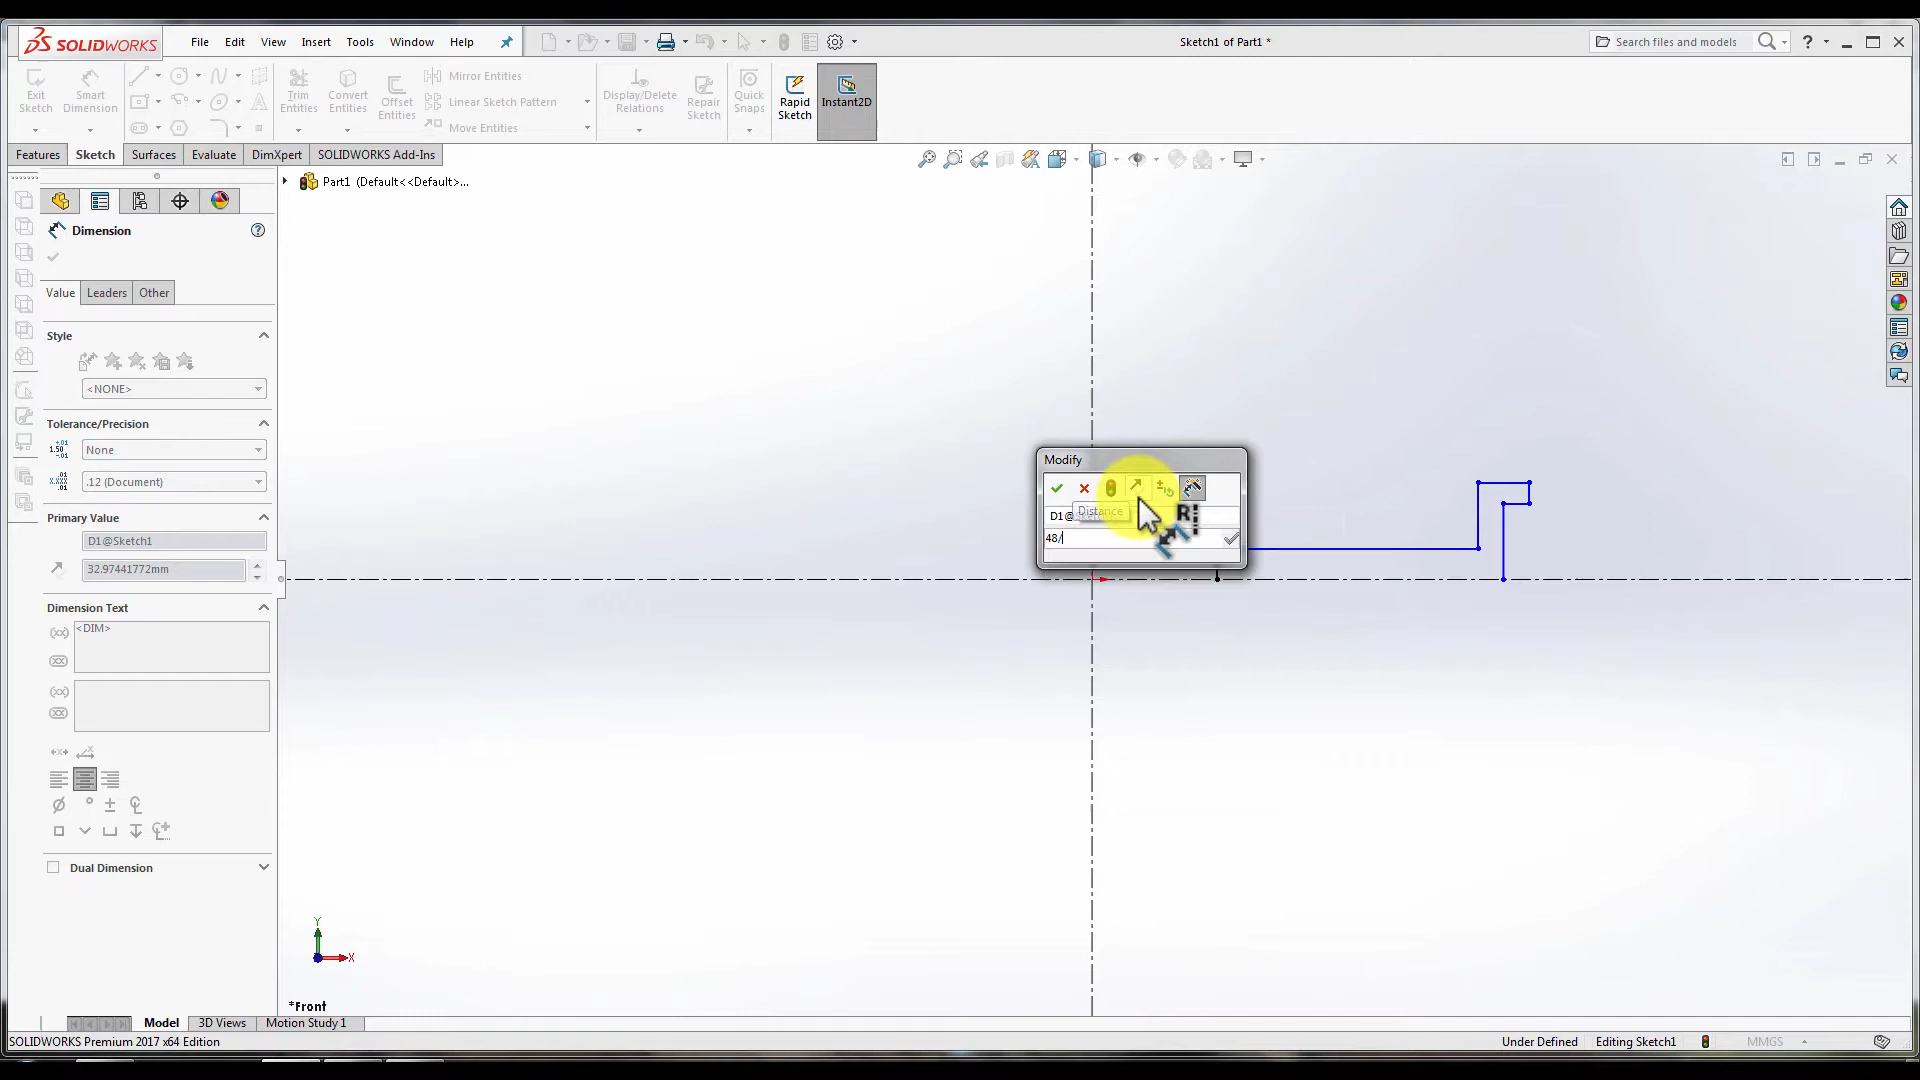 SOLIDWORKS
File Edit View Insert Tools Window Help
Sketch1 of Part1 *
Search files and models
Exit Sketch
Smart Dimension
Trim Entities
Convert Entities
Offset Entities
Mirror Entities
Linear Sketch Pattern
Move Entities
Display/Delete Relations
Repair Sketch
Quick Snaps
Rapid Sketch
Instant2D
Features Sketch Surfaces Evaluate DimXpert SOLIDWORKS Add-Ins
Part1 (Default<<Default>...
Dimension
Value Leaders Other
Style
<NONE>
Tolerance/Precision
None
.12 (Document)
Primary Value
D1@Sketch1
32.97441772mm
Dimension Text
<DIM>
Dual Dimension
Modify
D1@
Distance
48/
R
Y
X
*Front
Model 3D Views Motion Study 1
SOLIDWORKS Premium 2017 x64 Edition
Under Defined Editing Sketch1 MMGS